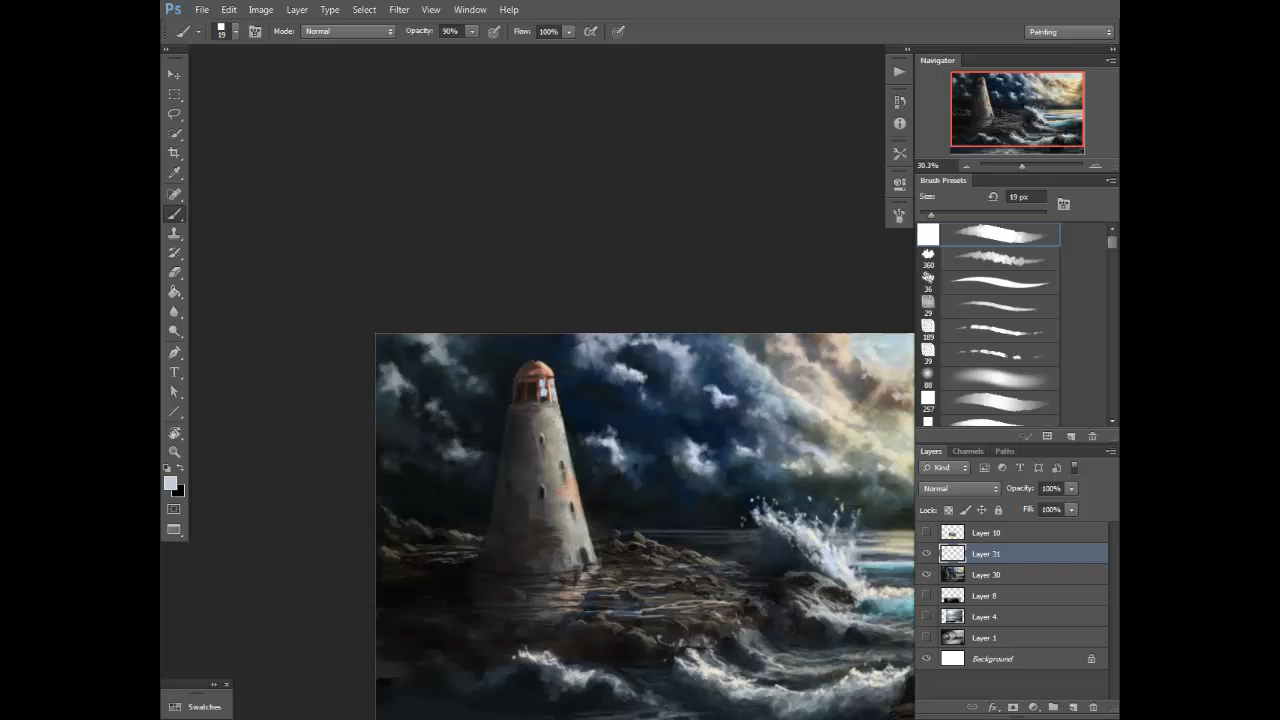 Ps File Edit Image Layer Type Select Filter View Window Help
19 Mode: Normal Opacity: 90% Flow: 100% Painting
Navigator
30.3%
Brush Presets
Size: 19 px
360
36
29
189
39
88
257
Layers Channels Paths
Kind T
Normal Opacity: 100%
Lock: Fill: 100%
Layer 10
Layer 31
Layer 30
Layer 8
Layer 4
Layer 1
Background
fx
Swatches